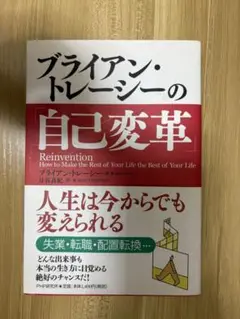 ブライアン・
トレーシーの
「自己変革」
Reinvention
How to Make the Rest of Your Life the Best of Your Life
ブライアン・トレーシー
人生は今からでも
変えられる
失業・転職・配置転換…
どんな出来事も
本当の生き方に目覚める
絶好のチャンスだ!